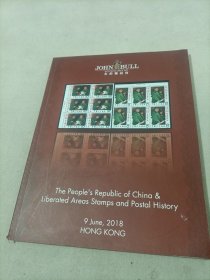 JOHN BULL
The People's Republic of China &
Liberated Areas Stamps and Postal History
9 June, 2018
HONG KONG